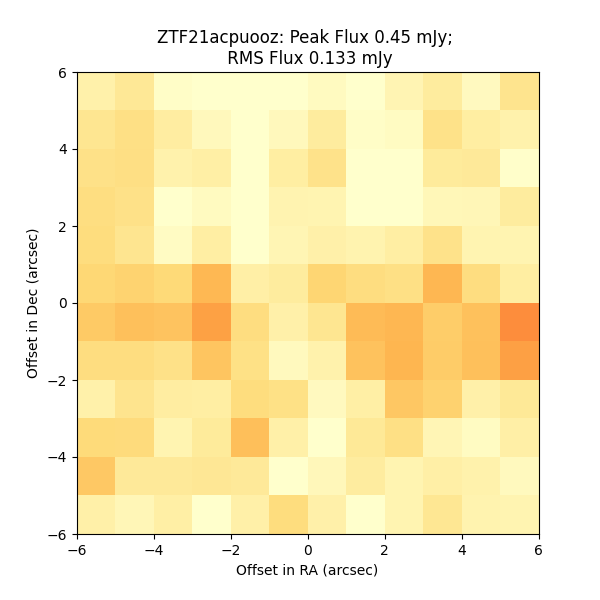 ZTF21acpuooz: Peak Flux 0.45 mJy;
RMS Flux 0.133 mJy
6
4
2
0
−2
−4
−6
Offset in Dec (arcsec)
−6 −4 −2 0 2 4 6
Offset in RA (arcsec)